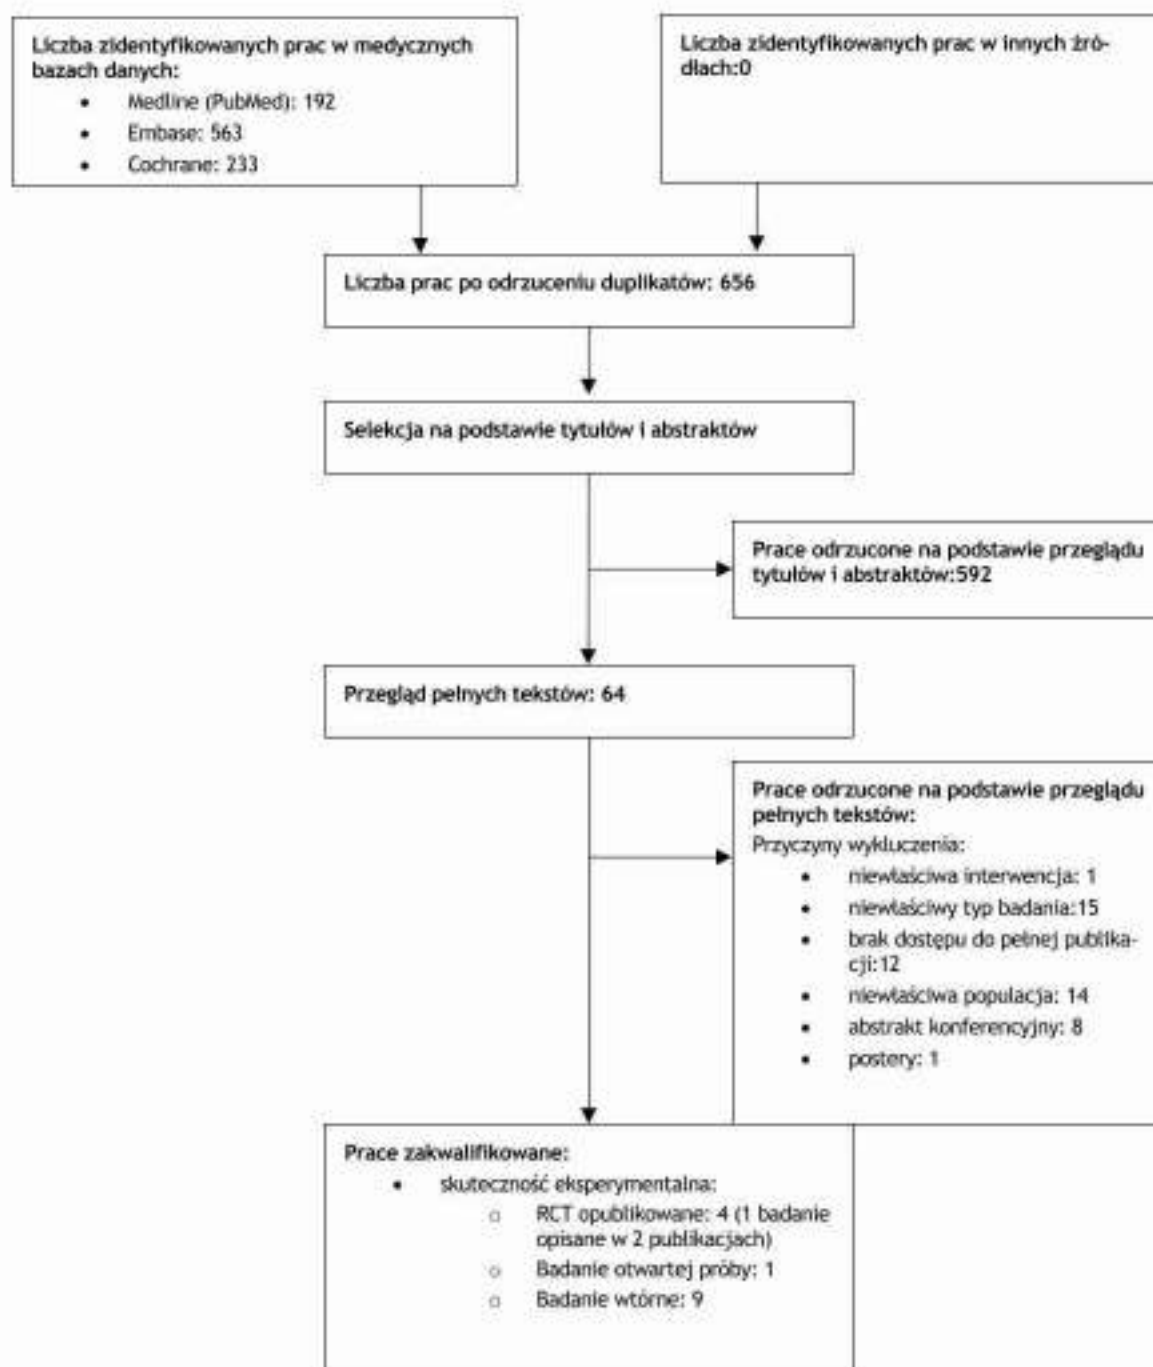 Liczba zidentyfikowanych prac w medycznych
bazach danych:
• Medline (PubMed): 192
• Embase: 563
• Cochrane: 233
Liczba zidentyfikowanych prac w innych źró-
dłach:0
Liczba prac po odrzuceniu duplikatów: 656
Selekcja na podstawie tytułów i abstraktów
Prace odrzucone na podstawie przeglądu
tytułów i abstraktów:592
Przegląd pełnych tekstów: 64
Prace odrzucone na podstawie przeglądu
pełnych tekstów:
Przyczyny wykluczenia:
• niewłaściwa interwencja: 1
• niewłaściwy typ badania:15
• brak dostępu do pełnej publika-
cji:12
• niewłaściwa populacja: 14
• abstrakt konferencyjny: 8
• postery: 1
Prace zakwalifikowane:
• skuteczność eksperymentalna:
o RCT opublikowane: 4 (1 badanie
opisane w 2 publikacjach)
o Badanie otwartej próby: 1
o Badanie wtórne: 9